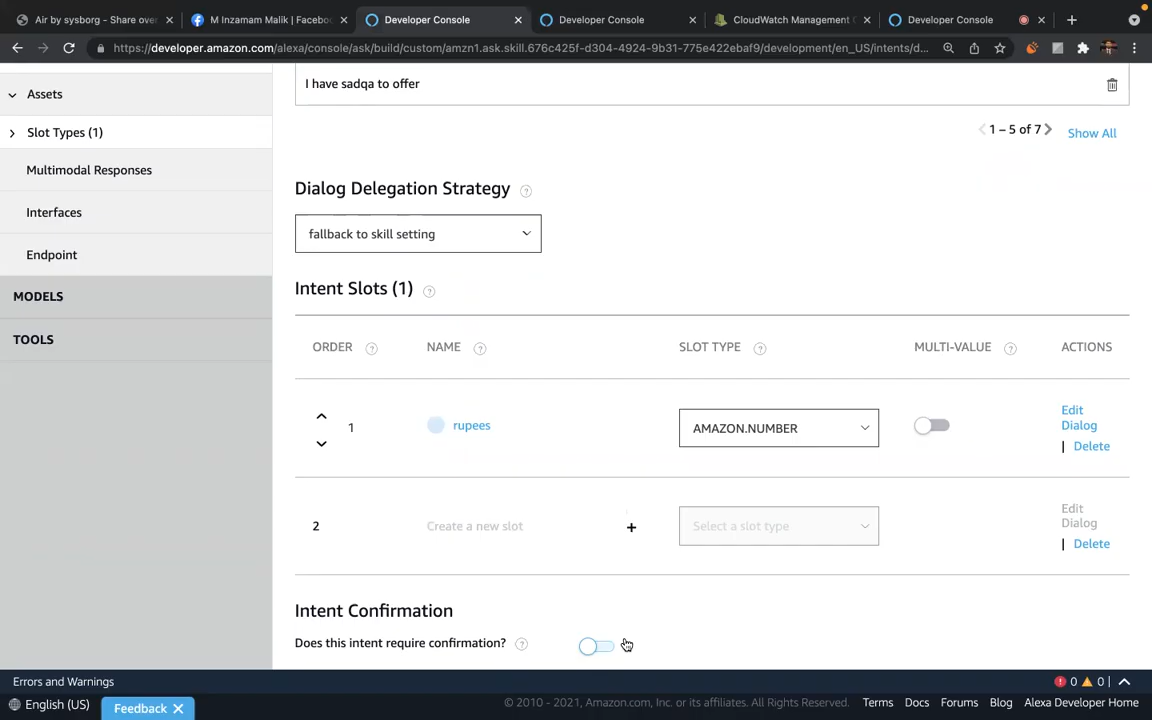 Air by sysborg - Share over
M Inzamam Malik | Faceboo
Developer Console
Developer Console
CloudWatch Management C
Developer Console
https://developer.amazon.com/alexa/console/ask/build/custom/amzn1.ask.skill.676c425f-d304-4924-9b31-775e422ebaf9/development/en_US/intents/d...
Assets
Slot Types (1)
Multimodal Responses
Interfaces
Endpoint
MODELS
TOOLS
I have sadqa to offer
1 – 5 of 7
Show All
Dialog Delegation Strategy
fallback to skill setting
Intent Slots (1)
ORDER NAME SLOT TYPE MULTI-VALUE ACTIONS
1 rupees AMAZON.NUMBER Edit Dialog | Delete
2 Create a new slot + Select a slot type Edit Dialog | Delete
Intent Confirmation
Does this intent require confirmation?
Errors and Warnings
0 0 |
English (US)
Feedback
© 2010 - 2021, Amazon.com, Inc. or its affiliates. All Rights Reserved. Terms Docs Forums Blog Alexa Developer Home